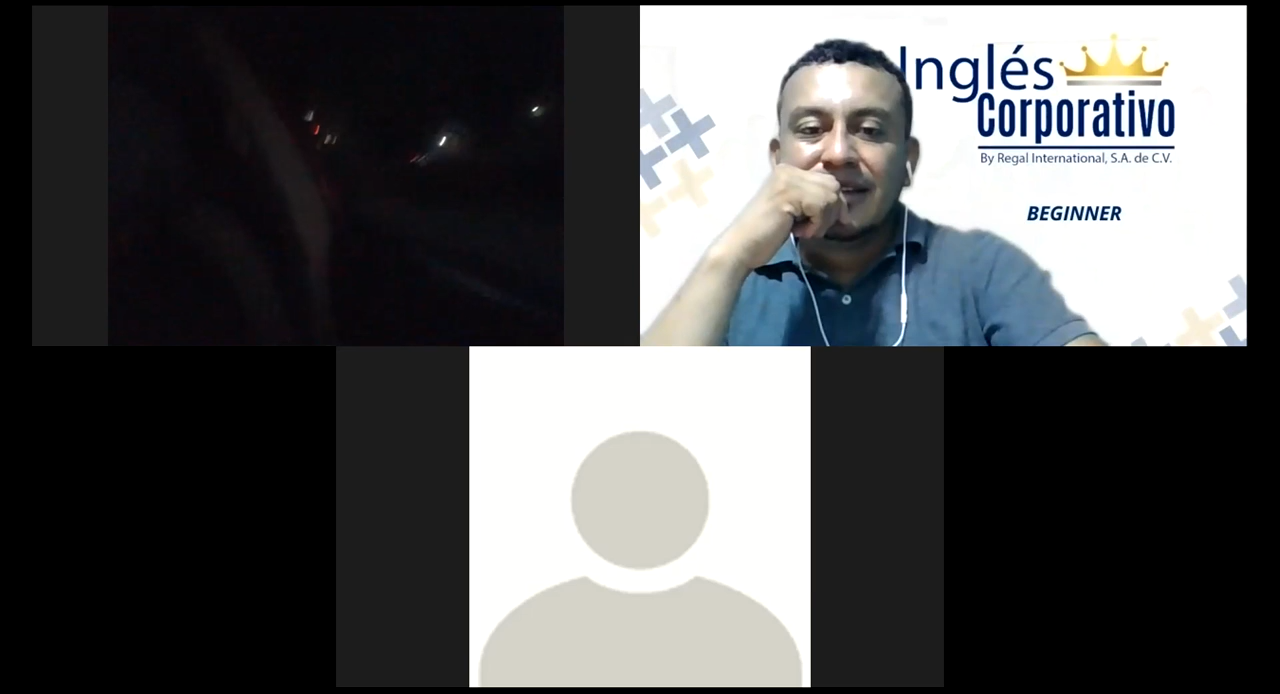 Inglés
Corporativo
By Regal International, S.A. de C.V.
BEGINNER